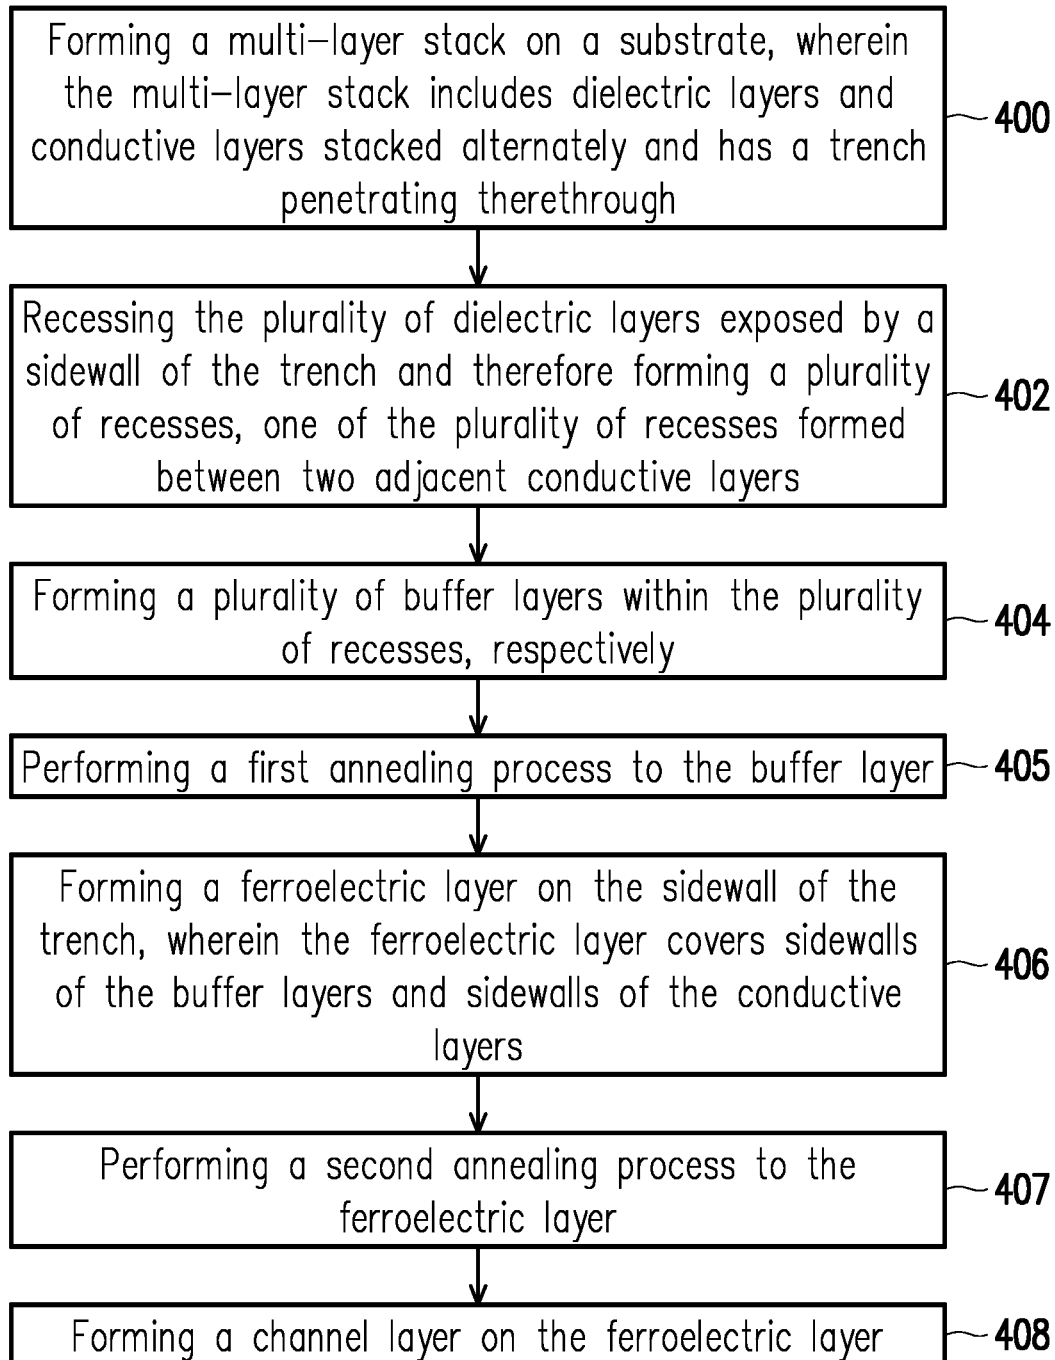 Forming a multi-layer stack on a substrate, wherein
the multi-layer stack includes dielectric layers and
conductive layers stacked alternately and has a trench
penetrating therethrough
400
Recessing the plurality of dielectric layers exposed by a
sidewall of the trench and therefore forming a plurality
of recesses, one of the plurality of recesses formed
between two adjacent conductive layers
402
Forming a plurality of buffer layers within the plurality
of recesses, respectively
404
Performing a first annealing process to the buffer layer
405
Forming a ferroelectric layer on the sidewall of the
trench, wherein the ferroelectric layer covers sidewalls
of the buffer layers and sidewalls of the conductive
layers
406
Performing a second annealing process to the
ferroelectric layer
407
Forming a channel layer on the ferroelectric layer
408